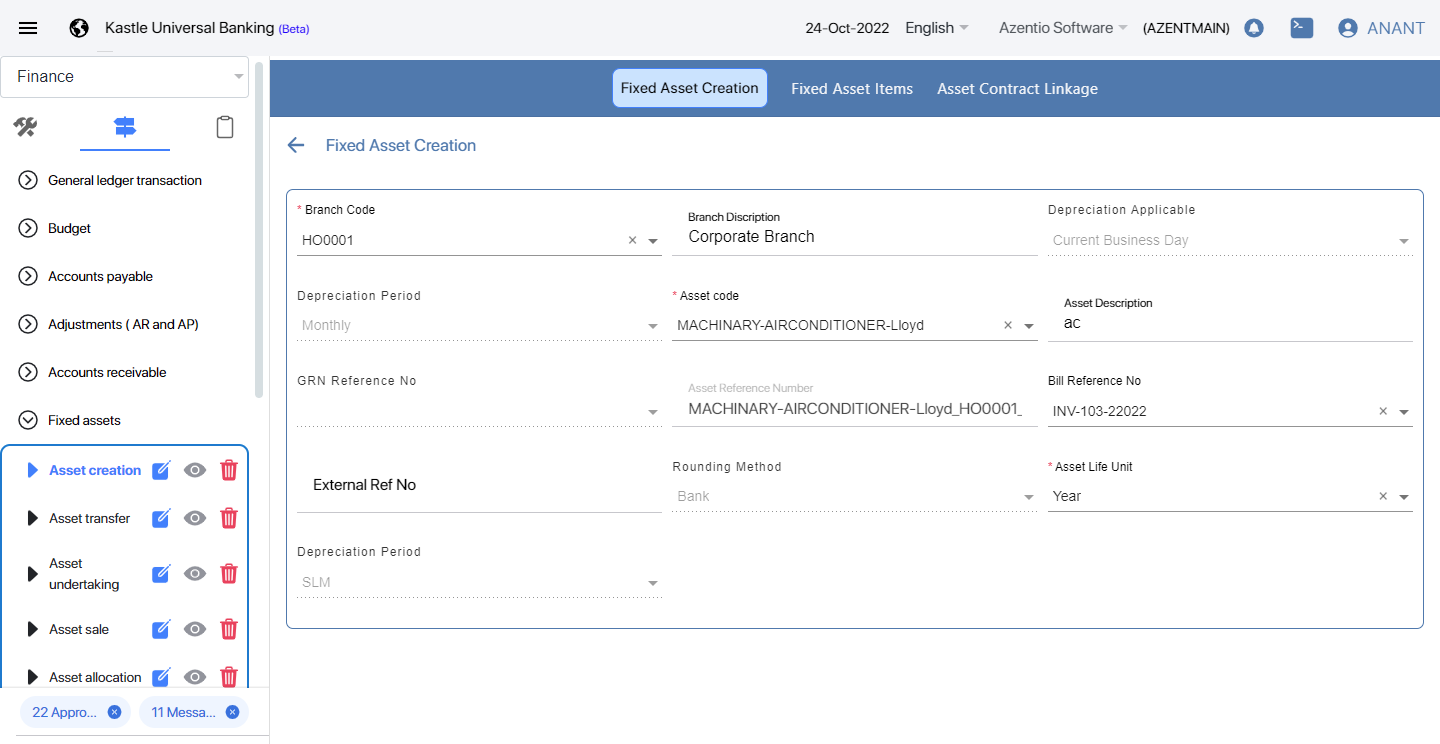 Kastle Universal Banking (Beta)
24-Oct-2022
English
Azentio Software
(AZENTMAIN)
ANANT
Finance
General ledger transaction
Budget
Accounts payable
Adjustments ( AR and AP)
Accounts receivable
Fixed assets
Asset creation
Asset transfer
Asset
undertaking
Asset sale
Asset allocation
22 Appro...
11 Messa...
Fixed Asset Creation
Fixed Asset Items
Asset Contract Linkage
Fixed Asset Creation
* Branch Code
HO0001
Branch Discription
Corporate Branch
Depreciation Applicable
Current Business Day
Depreciation Period
Monthly
* Asset code
MACHINARY-AIRCONDITIONER-Lloyd
Asset Description
ac
GRN Reference No
Asset Reference Number
MACHINARY-AIRCONDITIONER-Lloyd_HO0001_
Bill Reference No
INV-103-22022
External Ref No
Rounding Method
Bank
* Asset Life Unit
Year
Depreciation Period
SLM